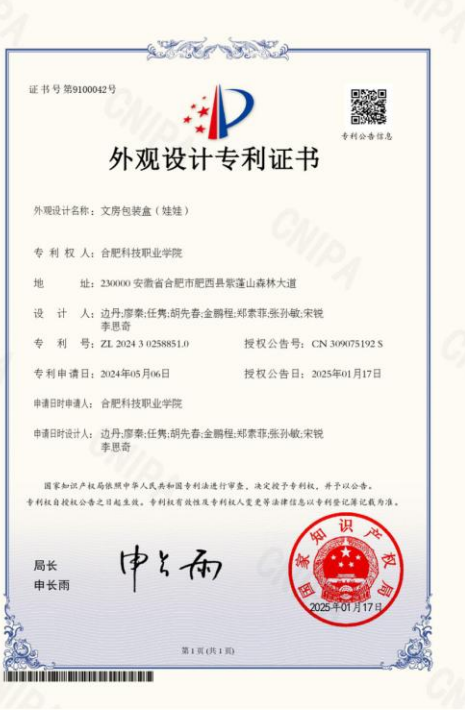 证书号第9100042号
专利公告信息
外观设计专利证书
外观设计名称：文房包装盒（娃娃）
专利权人：合肥科技职业学院
地址：230000 安徽省合肥市肥西县紫蓬山森林大道
设计人：边丹;廖秦;任隽;胡先春;金鹏程;郑素菲;张孙敏;宋锐
李思奇
专利号：ZL 2024 3 0258851.0 授权公告号：CN 309075192 S
专利申请日：2024年05月06日 授权公告日：2025年01月17日
申请日时申请人：合肥科技职业学院
申请日时设计人：边丹;廖秦;任隽;胡先春;金鹏程;郑素菲;张孙敏;宋锐
李思奇
国家知识产权局依照中华人民共和国专利法进行审查，决定授予专利权，并予以公告。
专利权自授权公告之日起生效。专利权有效性及专利权人变更等法律信息以专利登记簿记载为准。
局长
申长雨
申长雨
国家知识产权局
2025年01月17日
第1页(共1页)
CNIPA